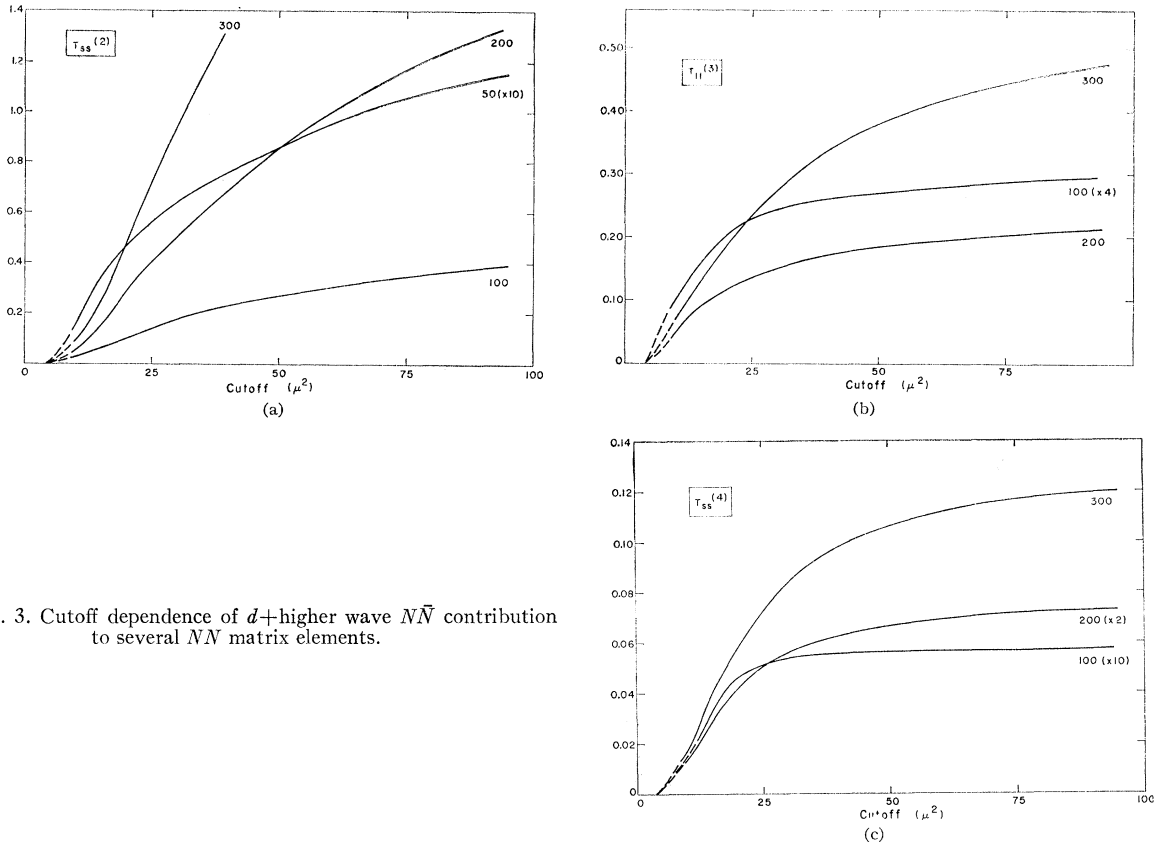 1.4
1.2
1.0
0.8
0.6
0.4
0.2
0
25
50
75
100
T_ss^(2)
300
200
50(x10)
100
Cutoff (μ²)
(a)
0.50
0.40
0.30
0.20
0.10
0
25
50
75
T_11^(3)
300
100 (x4)
200
Cutoff (μ²)
(b)
0.14
0.12
0.10
0.08
0.06
0.04
0.02
0
0
25
50
75
100
T_ss^(4)
300
200 (x2)
100 (x10)
Cutoff (μ²)
(c)
. 3. Cutoff dependence of d+higher wave NN̄ contribution
to several NN matrix elements.